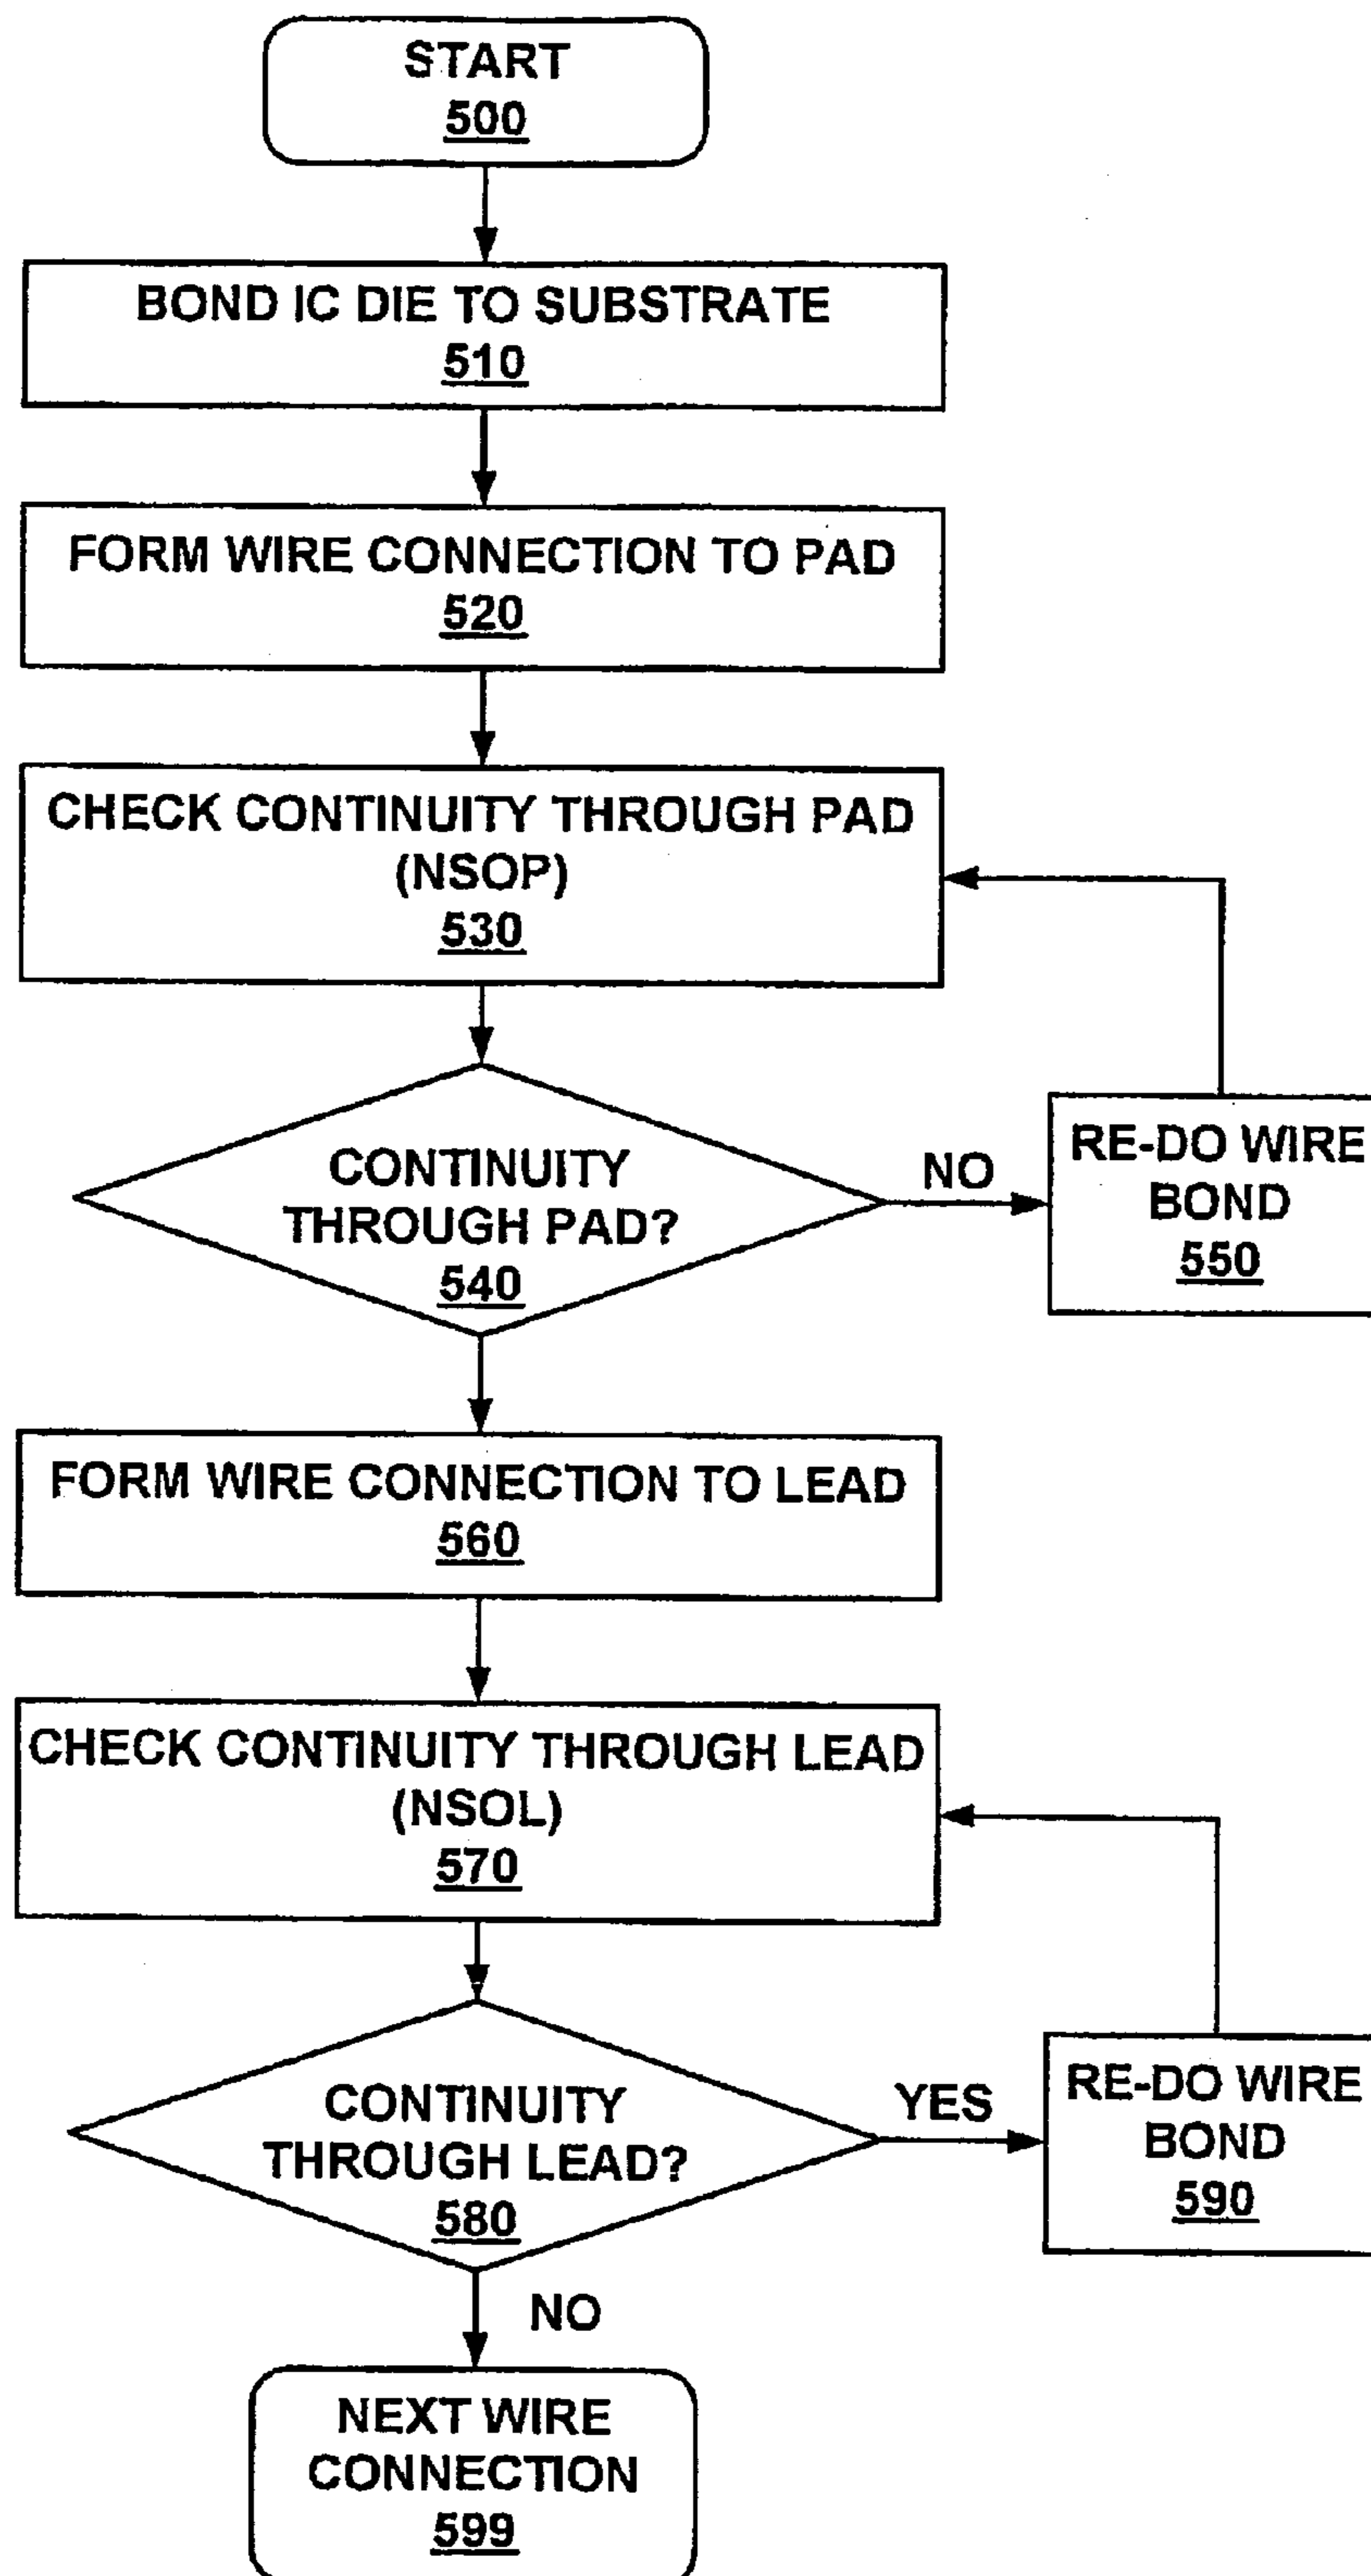 START
500
BOND IC DIE TO SUBSTRATE
510
FORM WIRE CONNECTION TO PAD
520
CHECK CONTINUITY THROUGH PAD
(NSOP)
530
CONTINUITY
THROUGH PAD?
540
NO
RE-DO WIRE
BOND
550
FORM WIRE CONNECTION TO LEAD
560
CHECK CONTINUITY THROUGH LEAD
(NSOL)
570
CONTINUITY
THROUGH LEAD?
580
YES
RE-DO WIRE
BOND
590
NO
NEXT WIRE
CONNECTION
599